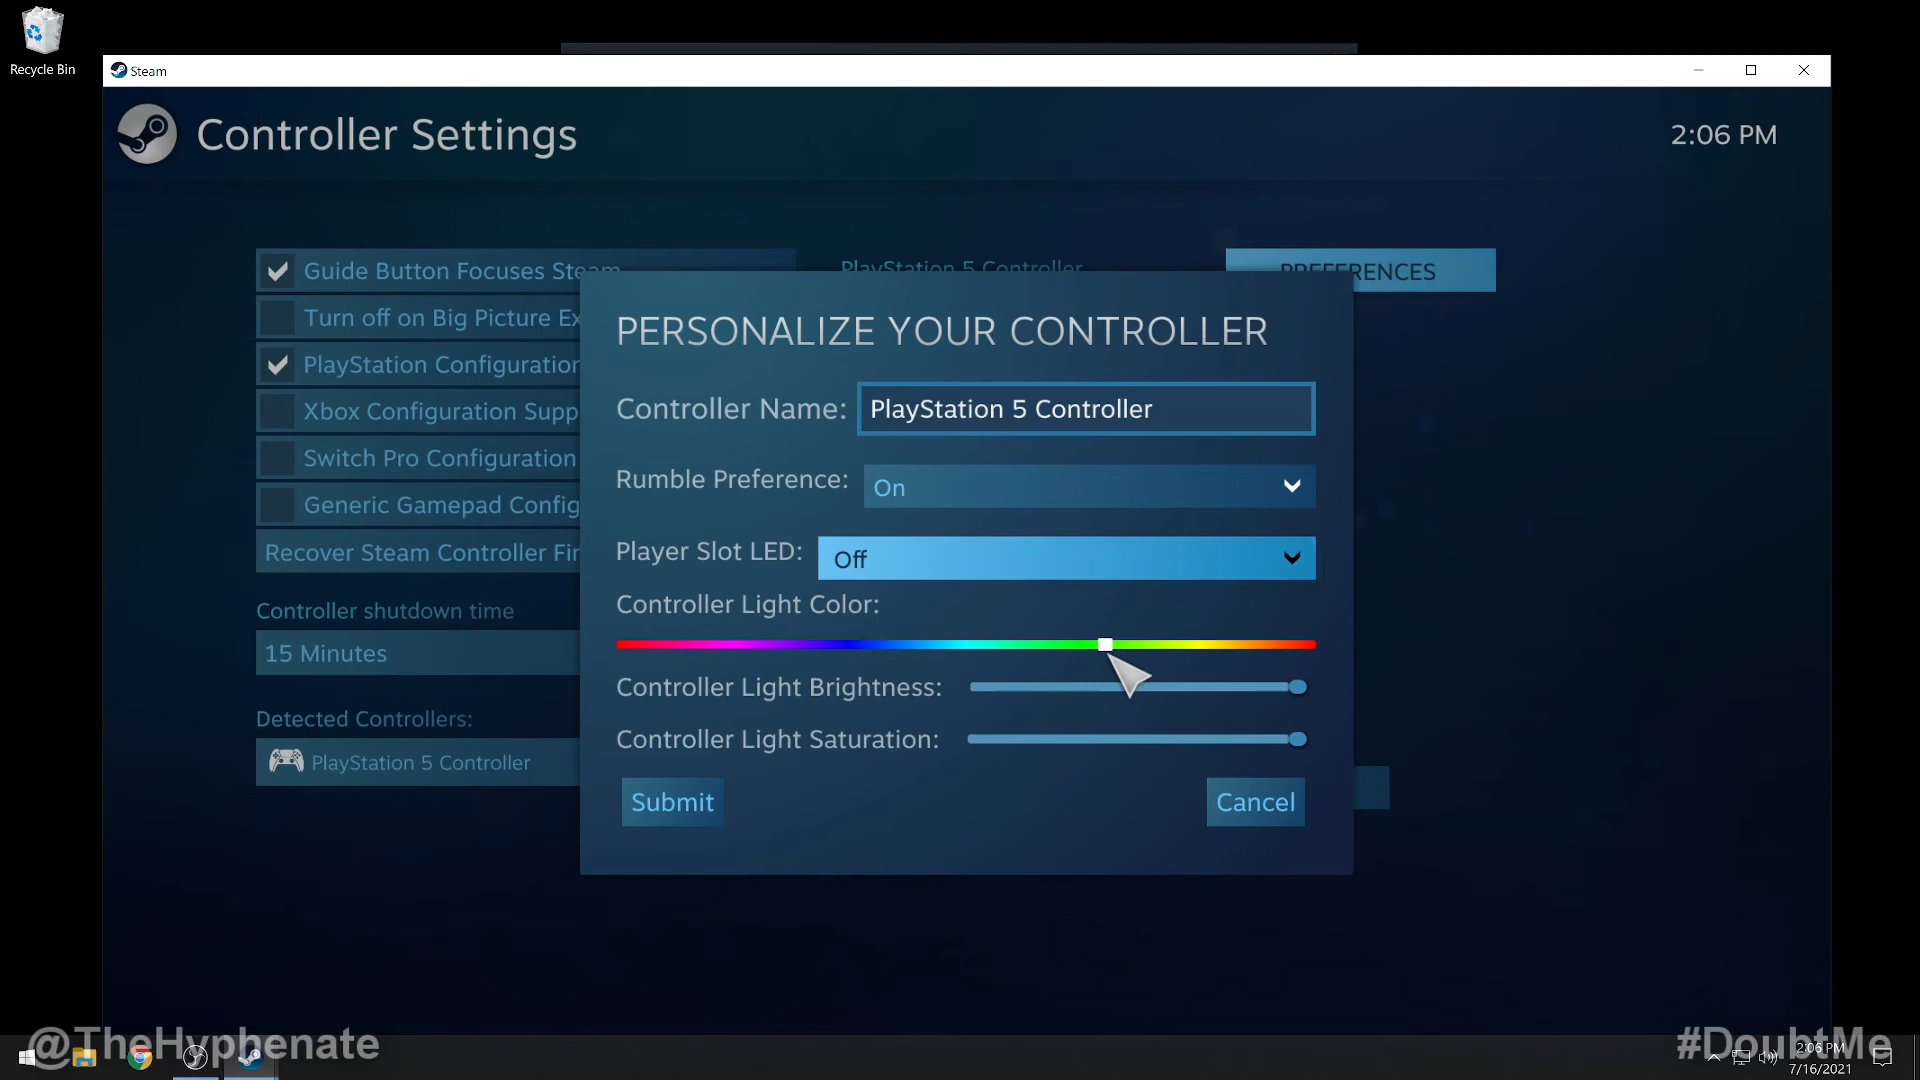 Recycle Bin
Steam
Controller Settings
2:06 PM
Guide Button Focuses Steam
PlayStation 5 Controller
PREFERENCES
Turn off on Big Picture Ex
PlayStation Configuration
Xbox Configuration Supp
Switch Pro Configuration
Generic Gamepad Config
Recover Steam Controller Fir
Controller shutdown time
15 Minutes
Detected Controllers:
PlayStation 5 Controller
PERSONALIZE YOUR CONTROLLER
Controller Name: PlayStation 5 Controller
Rumble Preference: On
Player Slot LED: Off
Controller Light Color:
Controller Light Brightness:
Controller Light Saturation:
Submit
Cancel
@TheHyphenate
#DoubtMe
2:06 PM
7/16/2021